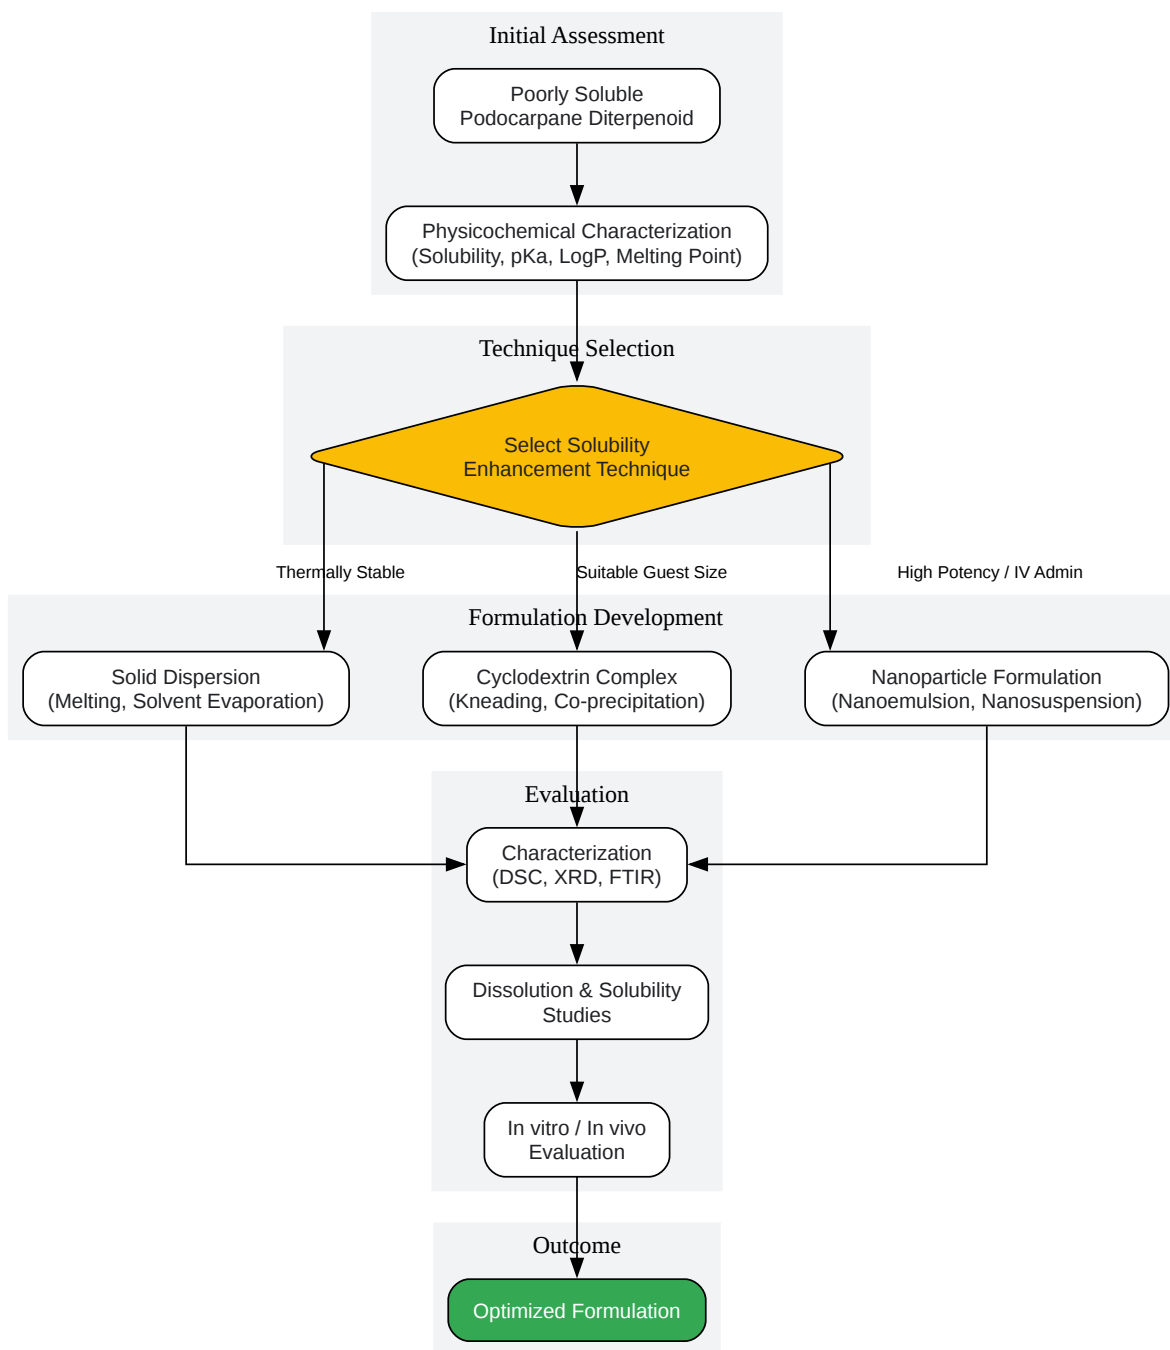 Initial Assessment
Poorly Soluble
Podocarpane Diterpenoid
Physicochemical Characterization
(Solubility, pKa, LogP, Melting Point)
Technique Selection
Select Solubility
Enhancement Technique
Thermally Stable
Suitable Guest Size
High Potency / IV Admin
Formulation Development
Solid Dispersion
(Melting, Solvent Evaporation)
Cyclodextrin Complex
(Kneading, Co-precipitation)
Nanoparticle Formulation
(Nanoemulsion, Nanosuspension)
Evaluation
Characterization
(DSC, XRD, FTIR)
Dissolution & Solubility
Studies
In vitro / In vivo
Evaluation
Outcome
Optimized Formulation